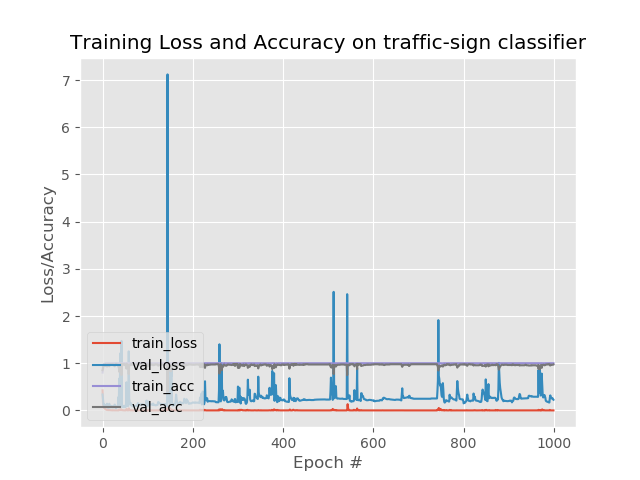 Training Loss and Accuracy on traffic-sign classifier
7
6
5
4
3
2
1
0
Loss/Accuracy
train_loss
val_loss
train_acc
val_acc
0 200 400 600 800 1000
Epoch #